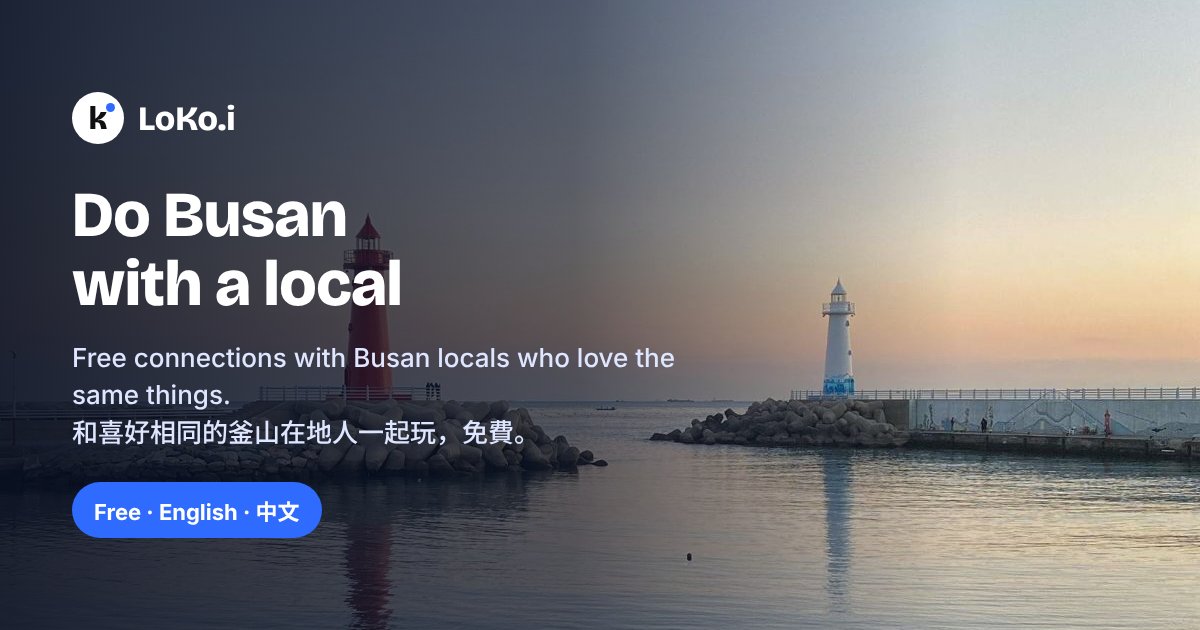 k
LoKo.i
Do Busan
with a local
Free connections with Busan locals who love the
same things.
和喜好相同的釜山在地人一起玩，免費。
Free · English · 中文